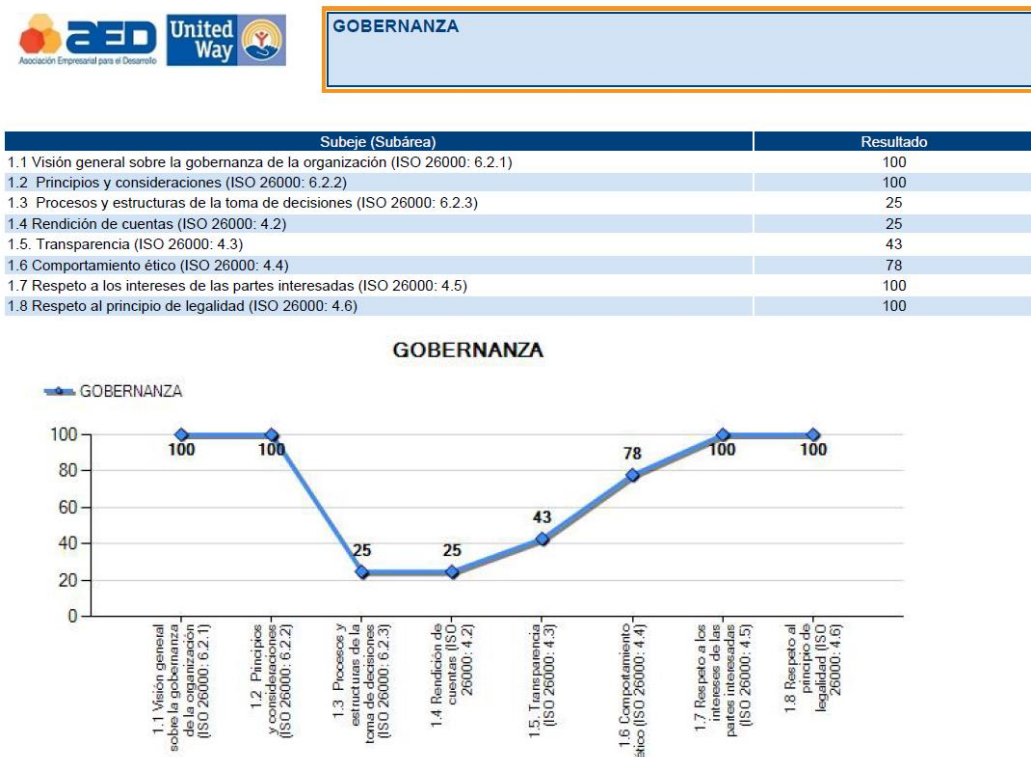 AED
Asociación Empresarial para el Desarrollo
United
Way
GOBERNANZA
Subeje (Subárea) Resultado
1.1 Visión general sobre la gobernanza de la organización (ISO 26000: 6.2.1) 100
1.2 Principios y consideraciones (ISO 26000: 6.2.2) 100
1.3 Procesos y estructuras de la toma de decisiones (ISO 26000: 6.2.3) 25
1.4 Rendición de cuentas (ISO 26000: 4.2) 25
1.5. Transparencia (ISO 26000: 4.3) 43
1.6 Comportamiento ético (ISO 26000: 4.4) 78
1.7 Respeto a los intereses de las partes interesadas (ISO 26000: 4.5) 100
1.8 Respeto al principio de legalidad (ISO 26000: 4.6) 100
GOBERNANZA
GOBERNANZA
100
80
60
40
20
0
100
100
25
25
43
78
100
100
1.1 Visión general
sobre la gobernanza
de la organización
(ISO 26000: 6.2.1)
1.2 Principios
y consideraciones
(ISO 26000: 6.2.2)
1.3 Procesos y
estructuras de la
toma de decisiones
(ISO 26000: 6.2.3)
1.4 Rendición de
cuentas (ISO
26000: 4.2)
1.5. Transparencia
(ISO 26000: 4.3)
1.6 Comportamiento
ético (ISO 26000: 4.4)
1.7 Respeto a los
intereses de las
partes interesadas
(ISO 26000: 4.5)
1.8 Respeto al
principio de
legalidad (ISO
26000: 4.6)